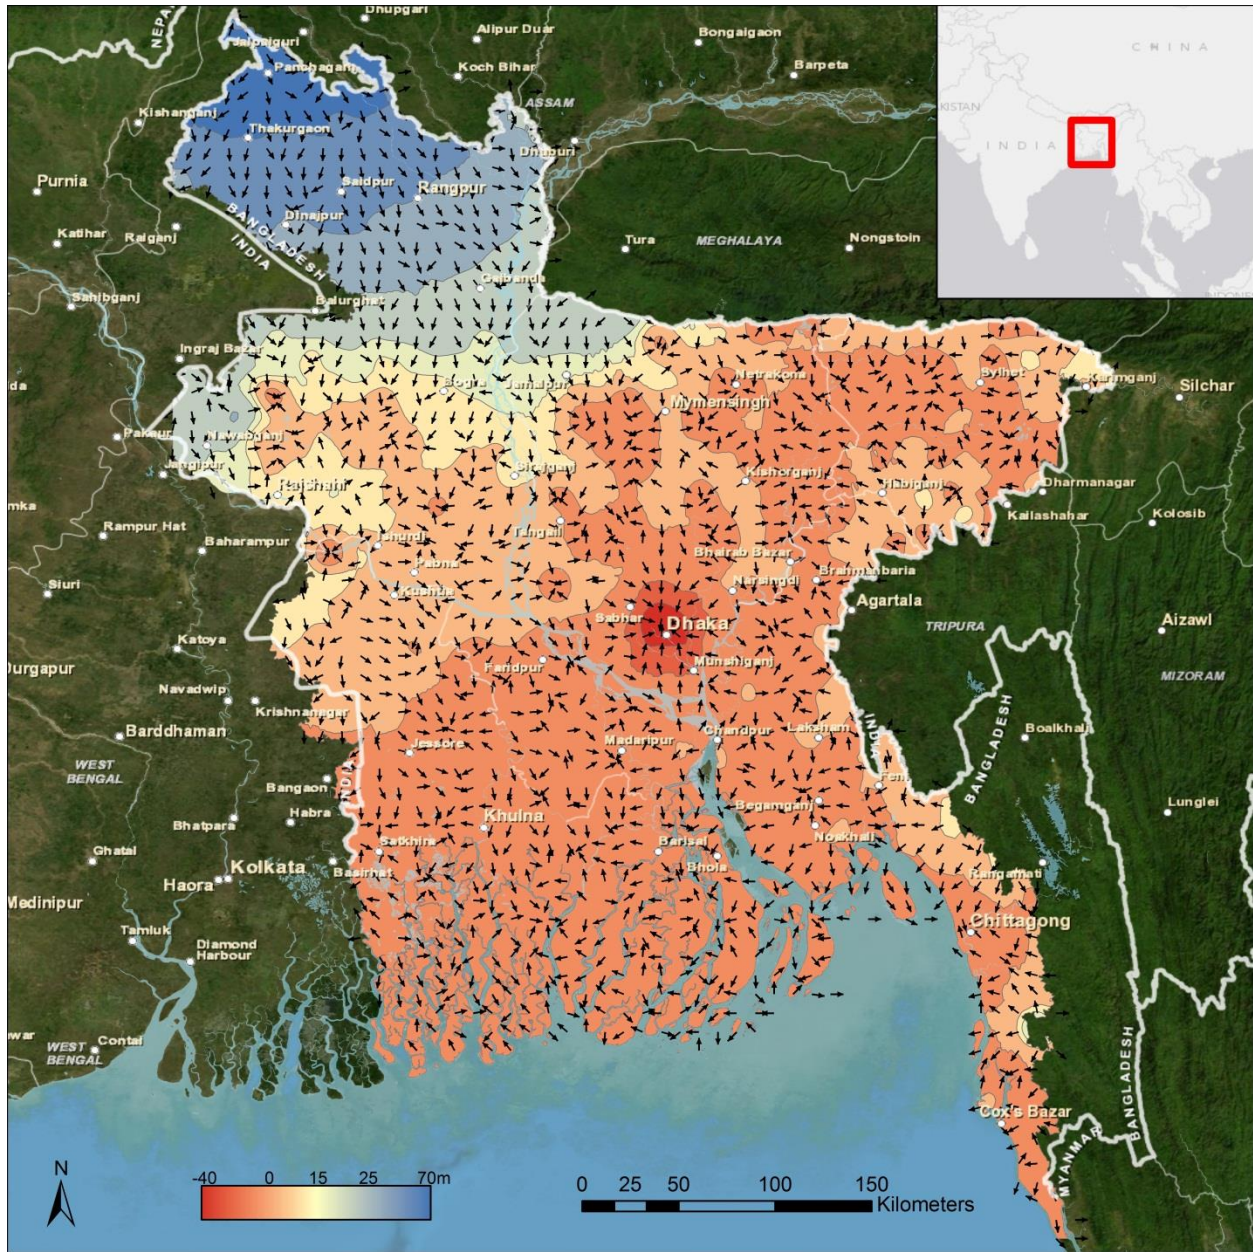 NEPAL
Dhupgari
Alipur Duar
Bongaigaon
CHINA
Jalpaiguri
Panchagarh
Koch Bihar
Barpeta
ASSAM
Kishanganj
Thakurgaon
Dhuburi
INDIA
Purnia
Saidpur
Rangpur
BANGLADESH
INDIA
Dinajpur
Katihar
Raiganj
Tura
MEGHALAYA
Nongstoin
Sahibganj
Gaibanda
Balurghat
Ingraj Bazar
Bogra
Jamalpur
Netrakona
Sylhet
Karimganj
Silchar
Mymensingh
Pakaur
Nawabganj
Jangipur
Sirajganj
Kishorganj
Rajshahi
Habiganj
Dharmanagar
Rampur Hat
Kailashahar
Kolosib
Tangail
Baharampur
Ishurdi
Bhairab Bazar
Pabna
Brahmanbaria
Siuri
Kushtia
Narsingdi
Sabhar
Agartala
Dhaka
TRIPURA
Aizawl
Katoya
Durgapur
Faridpur
Munshiganj
MIZORAM
Navadwip
Krishnanagar
Barddhaman
INDIA
BANGLADESH
Madaripur
Chandpur
Laksham
Boalkhali
Jessore
WEST
BENGAL
Bangaon
INDIA
Feni
Habra
Begamganj
Lunglei
Bhatpara
Khulna
Noakhali
Ghatal
Satkhira
Barisal
Bhola
Kolkata
Basirhat
Rangamati
Haora
Medinipur
Chittagong
Tamluk
Diamond
Harbour
WEST
BENGAL
Contai
BANGLADESH
Cox's Bazar
MYANMAR
N
-40 0 15 25 70m
0 25 50 100 150
Kilometers